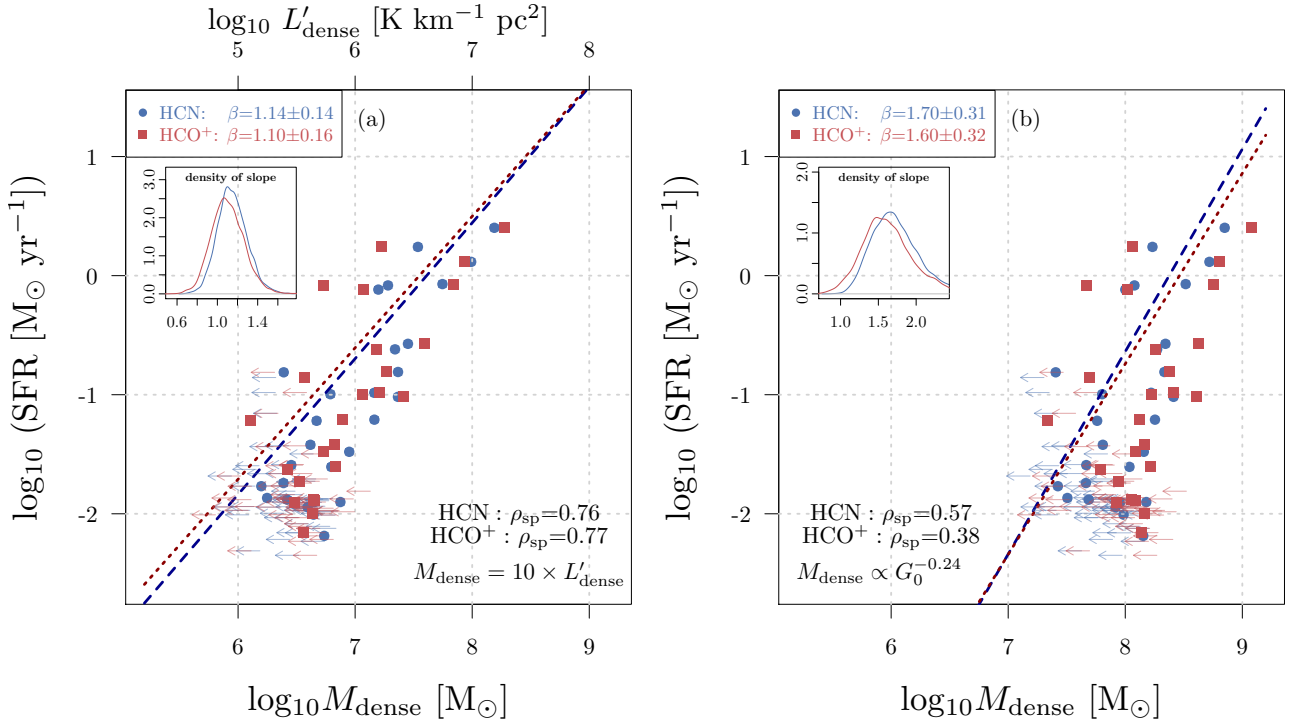 log₁₀ L′dense [K km⁻¹ pc²]
5 6 7 8
HCN: β=1.14±0.14
HCO⁺: β=1.10±0.16
(a)
density of slope
3.0
2.0
1.0
0.0
0.6 1.0 1.4
1
0
-1
-2
log₁₀ (SFR [M⊙ yr⁻¹])
HCN : ρsp=0.76
HCO⁺ : ρsp=0.77
Mdense = 10 × L′dense
6 7 8 9
log₁₀Mdense [M⊙]
HCN: β=1.70±0.31
HCO⁺: β=1.60±0.32
(b)
density of slope
2.0
1.0
0.0
1.0 1.5 2.0
1
0
-1
-2
log₁₀ (SFR [M⊙ yr⁻¹])
HCN : ρsp=0.57
HCO⁺ : ρsp=0.38
Mdense ∝ G₀⁻⁰·²⁴
6 7 8 9
log₁₀Mdense [M⊙]